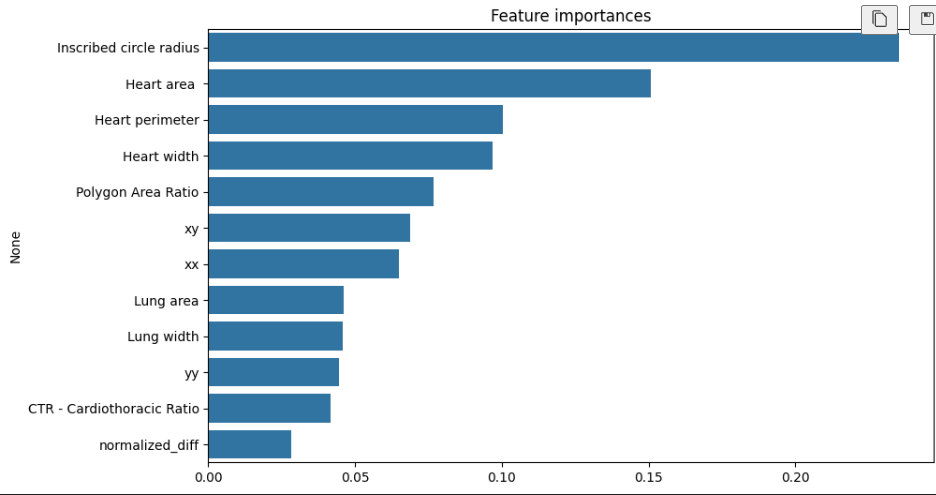 Feature importances
Inscribed circle radius
Heart area
Heart perimeter
Heart width
Polygon Area Ratio
xy
xx
Lung area
Lung width
yy
CTR - Cardiothoracic Ratio
normalized_diff
None
0.00 0.05 0.10 0.15 0.20